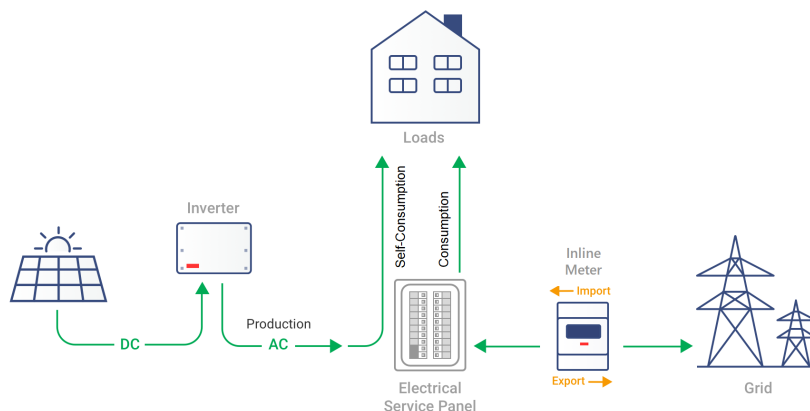 Loads
Self-Consumption
Consumption
Inverter
Production
DC
AC
Inline
Meter
Import
Export
Electrical
Service Panel
Grid